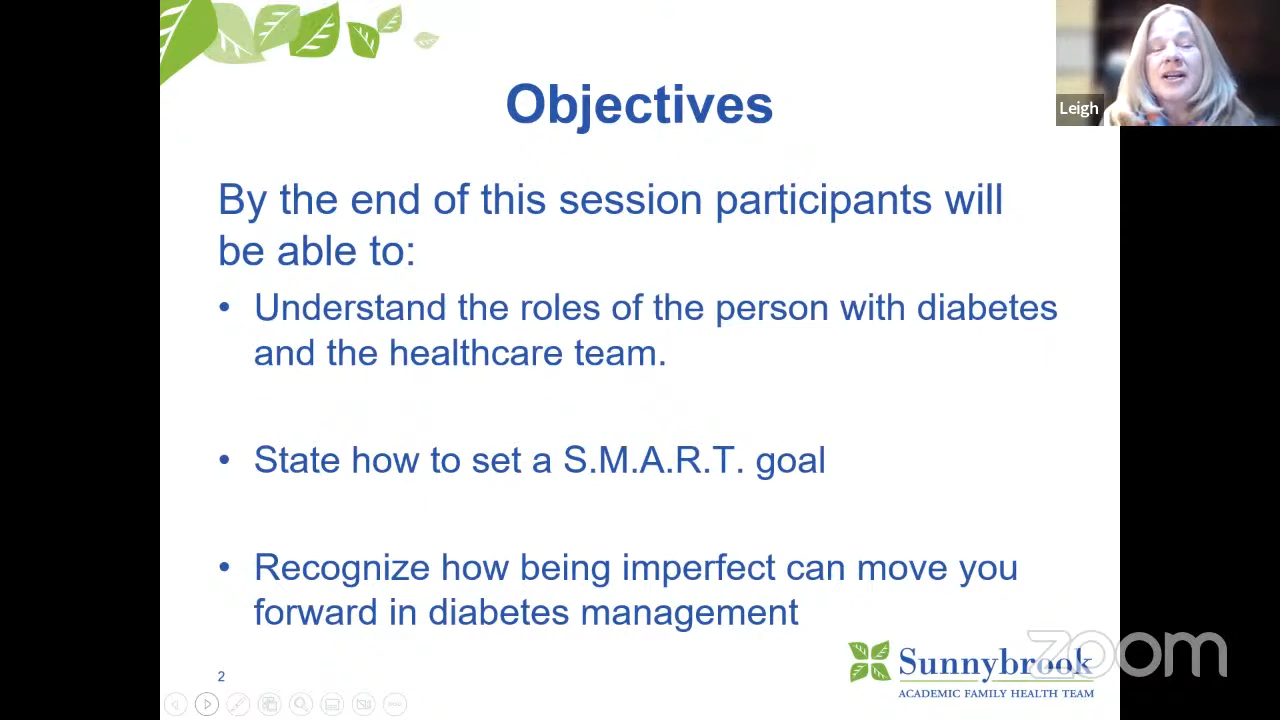 Objectives
Leigh
By the end of this session participants will
be able to:
• Understand the roles of the person with diabetes
and the healthcare team.
• State how to set a S.M.A.R.T. goal
• Recognize how being imperfect can move you
forward in diabetes management
2
Sunnybrook
ACADEMIC FAMILY HEALTH TEAM
zoom